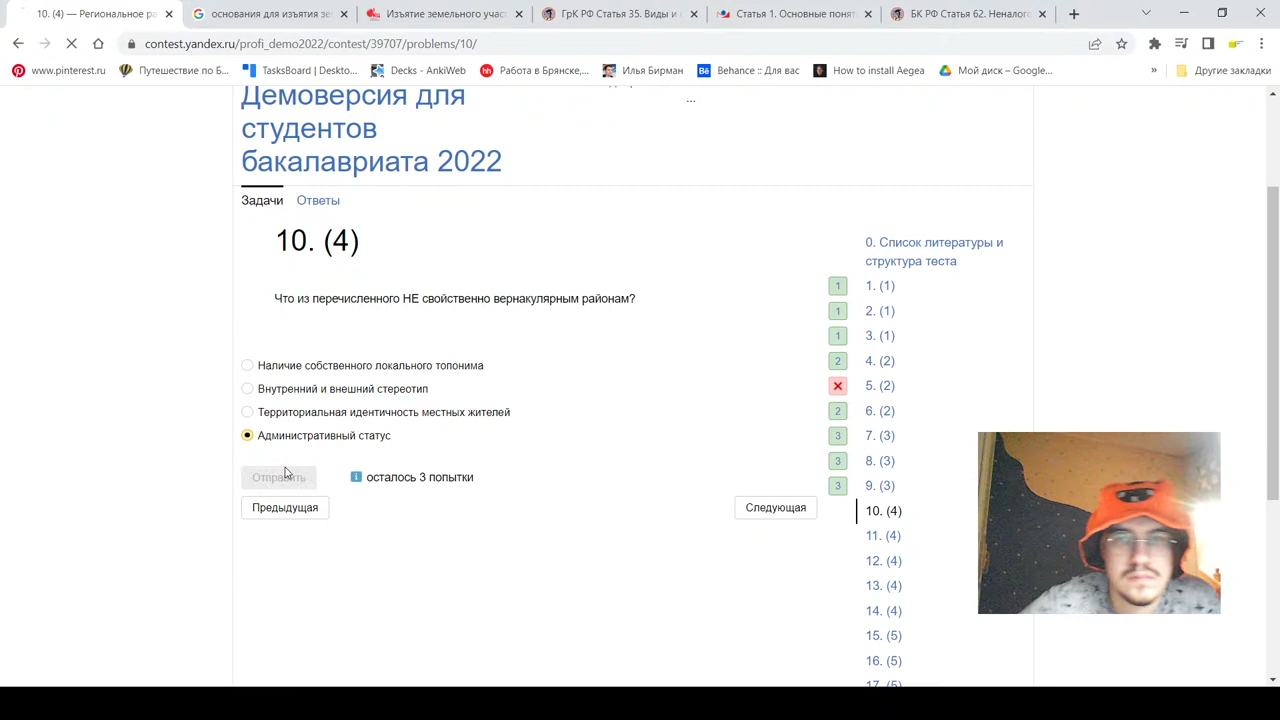 10. (4) — Региональное ра
основания для изъятия зе
Изъятие земельного участ
ГрК РФ Статья 35. Виды и
Статья 1. Основные понят
БК РФ Статья 62. Неналог
contest.yandex.ru/profi_demo2022/contest/39707/problems/10/
www.pinterest.ru
Путешествие по Б...
TasksBoard | Deskto...
Decks - AnkiWeb
Работа в Брянске,...
Илья Бирман
Behance :: Для вас
How to install Aegea
Мой диск – Google...
»
Другие закладки
...
Демоверсия для
студентов
бакалавриата 2022
Задачи
Ответы
10. (4)
Что из перечисленного НЕ свойственно вернакулярным районам?
Наличие собственного локального топонима
Внутренний и внешний стереотип
Территориальная идентичность местных жителей
Административный статус
Отправить
осталось 3 попытки
Предыдущая
Следующая
0. Список литературы и
структура теста
1 1. (1)
1 2. (1)
1 3. (1)
2 4. (2)
5. (2)
2 6. (2)
3 7. (3)
3 8. (3)
3 9. (3)
10. (4)
11. (4)
12. (4)
13. (4)
14. (4)
15. (5)
16. (5)
17. (5)